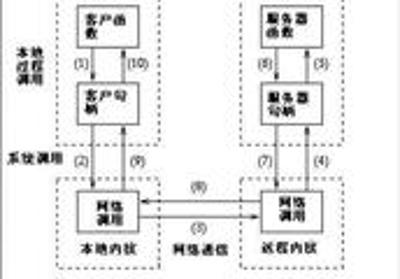 客户函
数
服务器
函数
本地
过程
调用
(1)
(10)
(6)
(5)
客户句
柄
服务器
句柄
系统调用
(2)
(9)
(7)
(4)
(8)
网络
调用
网络
调用
(3)
本地内核
网络通信
远程内核